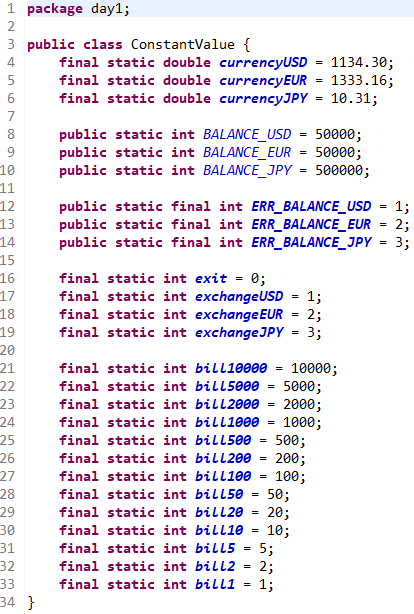 1 package day1;
2
3 public class ConstantValue {
4     final static double currencyUSD = 1134.30;
5     final static double currencyEUR = 1333.16;
6     final static double currencyJPY = 10.31;
7
8     public static int BALANCE_USD = 50000;
9     public static int BALANCE_EUR = 50000;
10     public static int BALANCE_JPY = 500000;
11
12     public static final int ERR_BALANCE_USD = 1;
13     public static final int ERR_BALANCE_EUR = 2;
14     public static final int ERR_BALANCE_JPY = 3;
15
16     final static int exit = 0;
17     final static int exchangeUSD = 1;
18     final static int exchangeEUR = 2;
19     final static int exchangeJPY = 3;
20
21     final static int bill10000 = 10000;
22     final static int bill5000 = 5000;
23     final static int bill2000 = 2000;
24     final static int bill1000 = 1000;
25     final static int bill500 = 500;
26     final static int bill200 = 200;
27     final static int bill100 = 100;
28     final static int bill50 = 50;
29     final static int bill20 = 20;
30     final static int bill10 = 10;
31     final static int bill5 = 5;
32     final static int bill2 = 2;
33     final static int bill1 = 1;
34 }